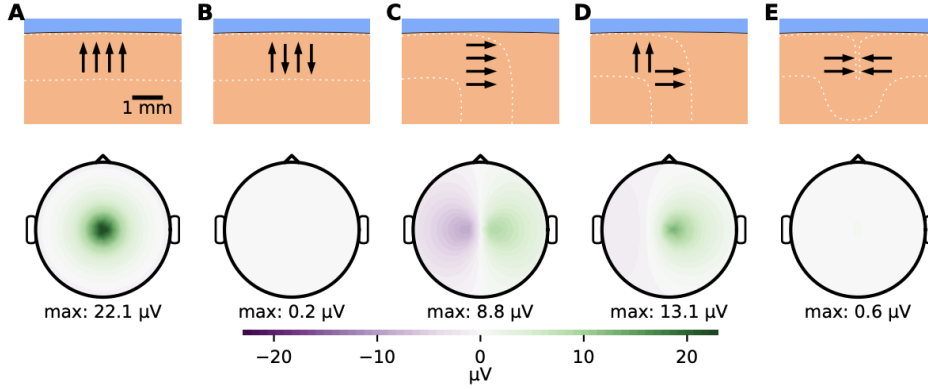 A B C D E
1 mm
max: 22.1 µV max: 0.2 µV max: 8.8 µV max: 13.1 µV max: 0.6 µV
−20 −10 0 10 20
µV